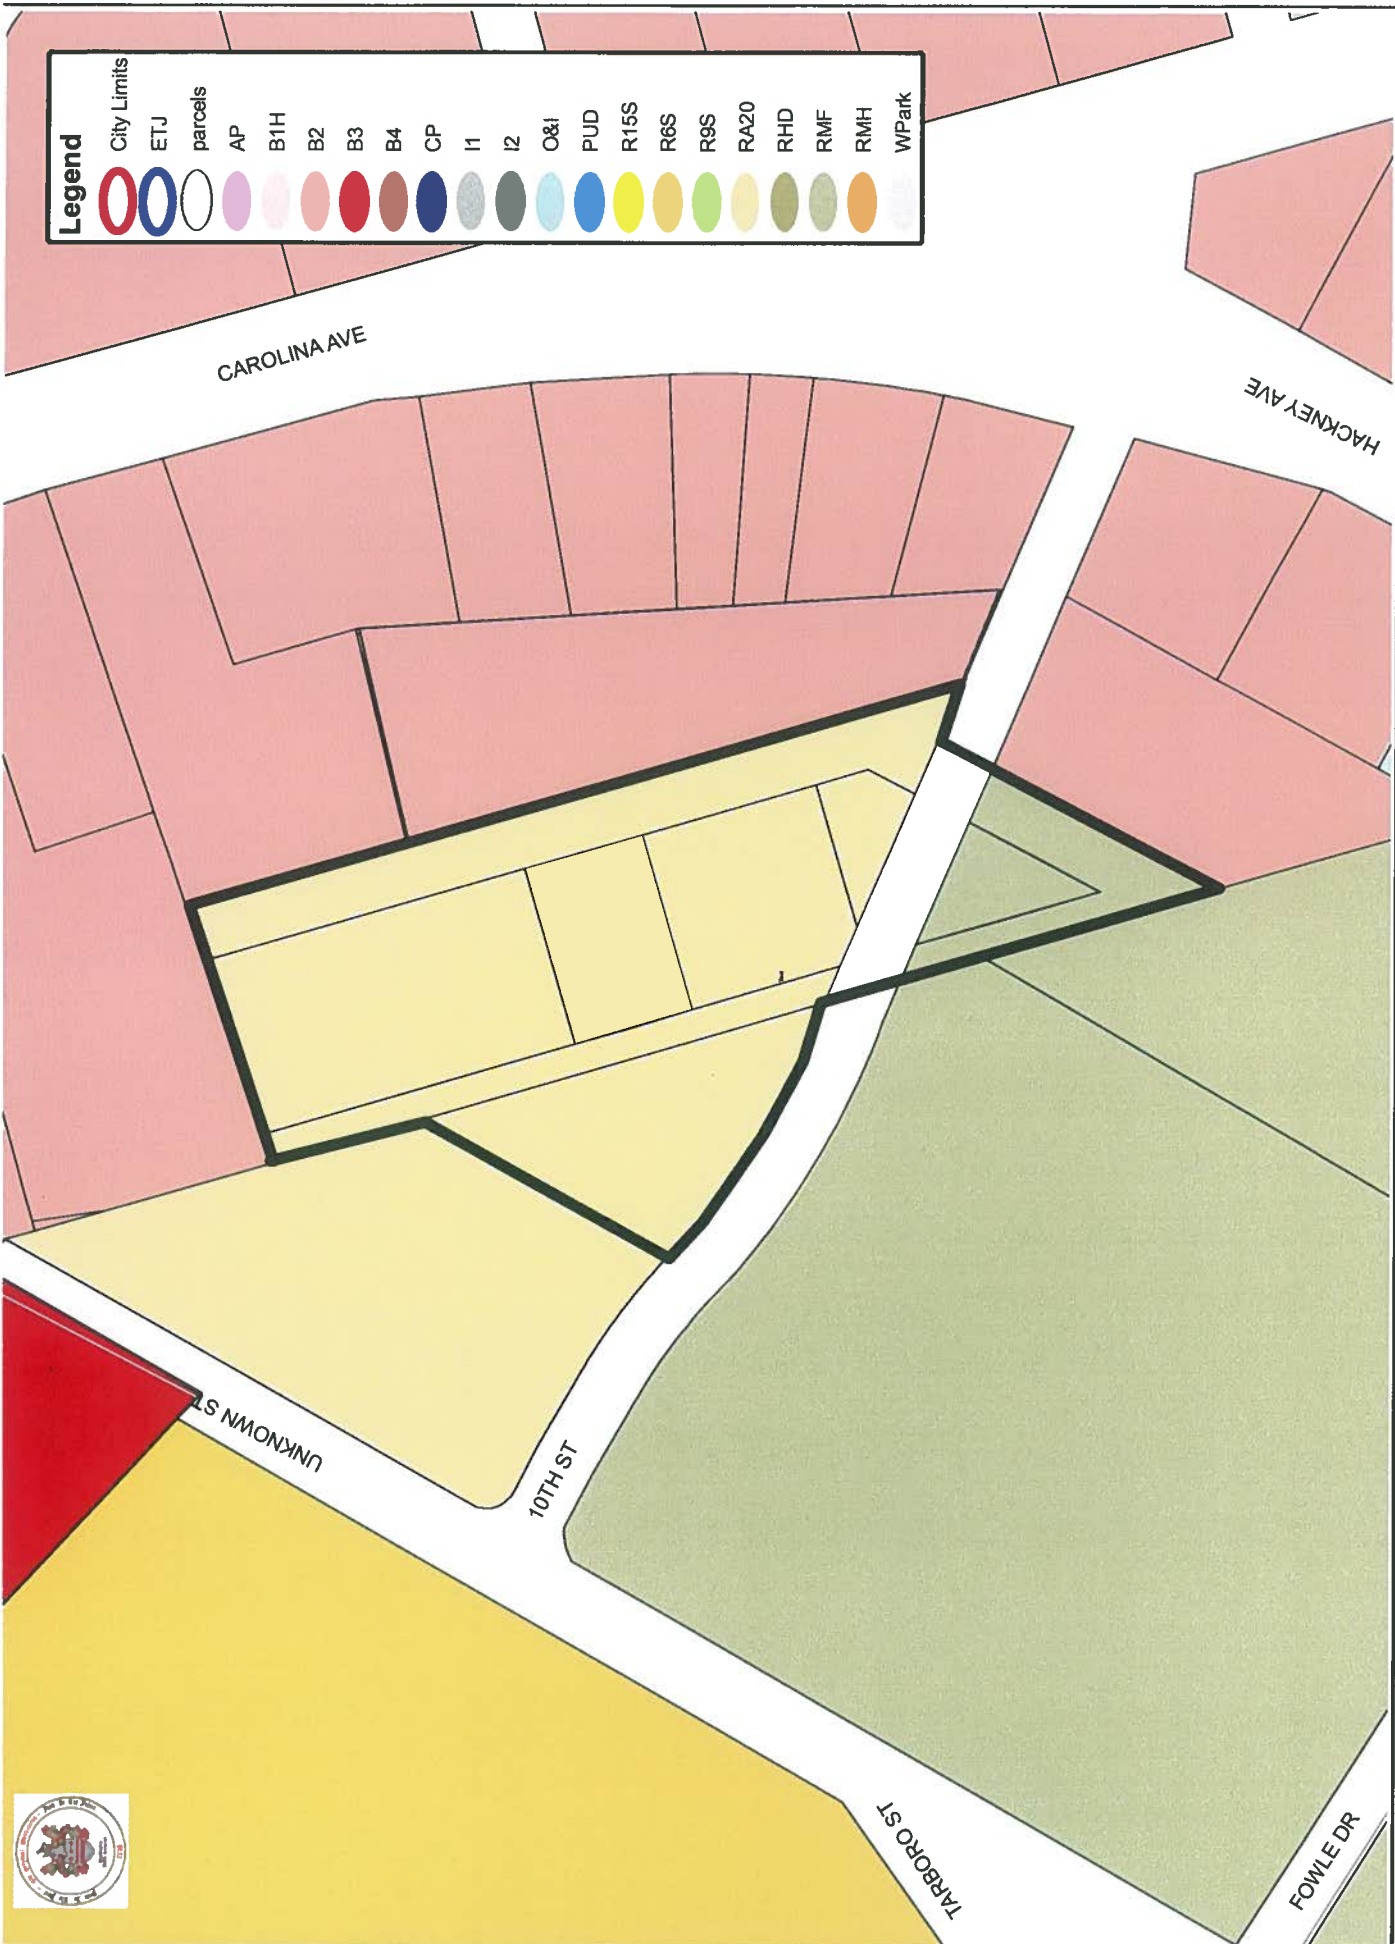 Legend
City Limits
ETJ
parcels
AP
B1H
B2
B3
B4
CP
I1
I2
O&I
PUD
R15S
R6S
R9S
RA20
RHD
RMF
RMH
WPark
CAROLINA AVE
HACKNEY AVE
UNKNOWN ST
10TH ST
TARBORO ST
FOWLE DR